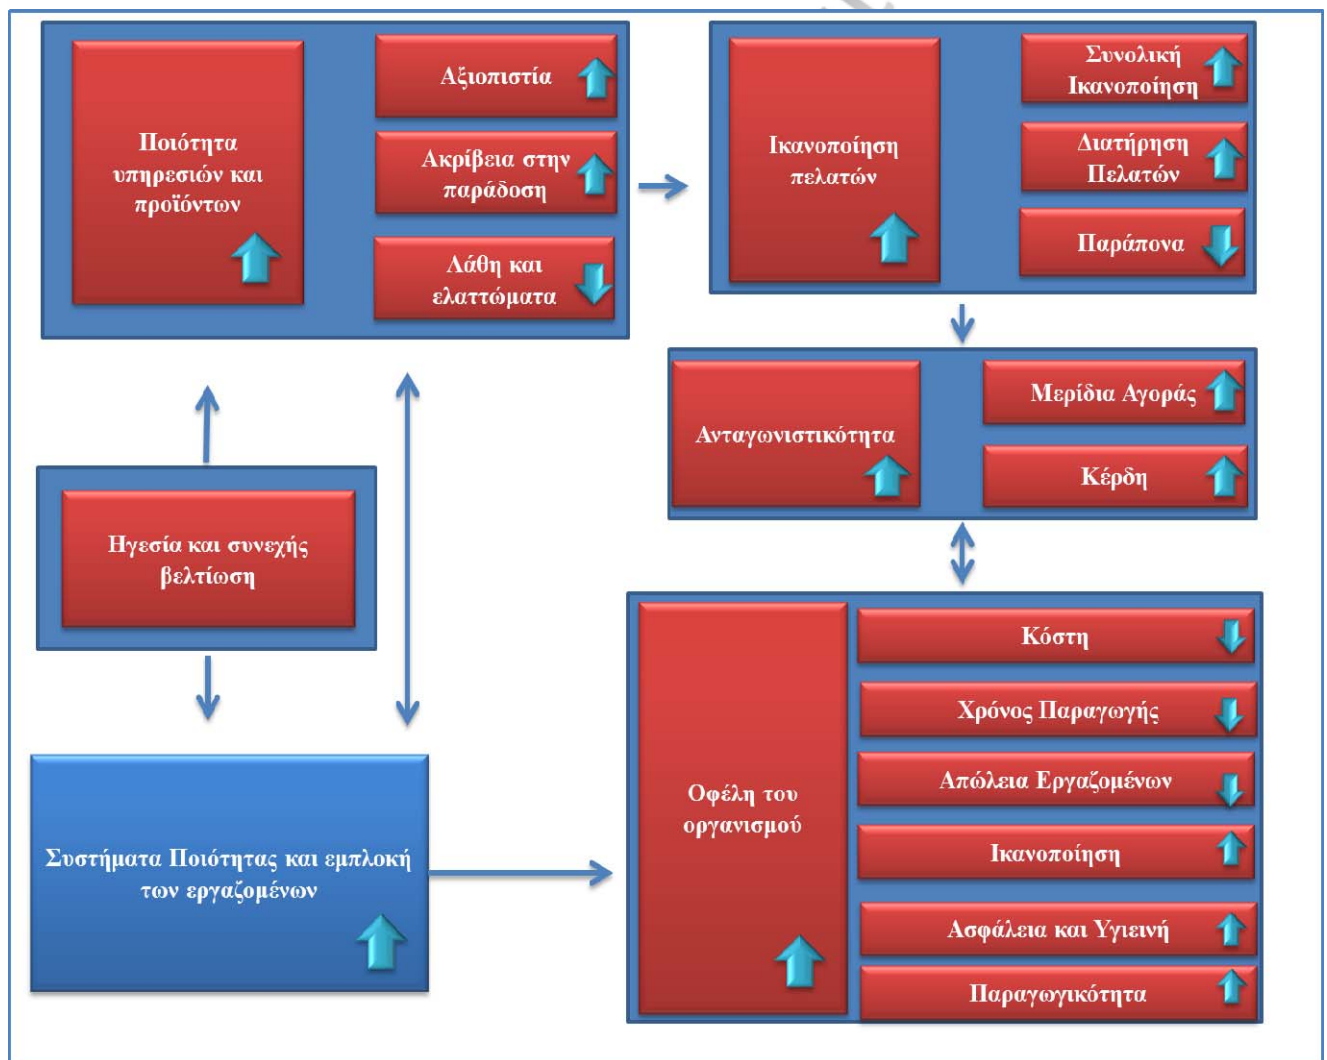 Ποιότητα
υπηρεσιών και
προϊόντων
Αξιοπιστία
Ακρίβεια στην
παράδοση
Λάθη και
ελαττώματα
Ικανοποίηση
πελατών
Συνολική
Ικανοποίηση
Διατήρηση
Πελατών
Παράπονα
Ανταγωνιστικότητα
Μερίδια Αγοράς
Κέρδη
Ηγεσία και συνεχής
βελτίωση
Συστήματα Ποιότητας και εμπλοκή
των εργαζομένων
Οφέλη του
οργανισμού
Κόστη
Χρόνος Παραγωγής
Απώλεια Εργαζομένων
Ικανοποίηση
Ασφάλεια και Υγιεινή
Παραγωγικότητα